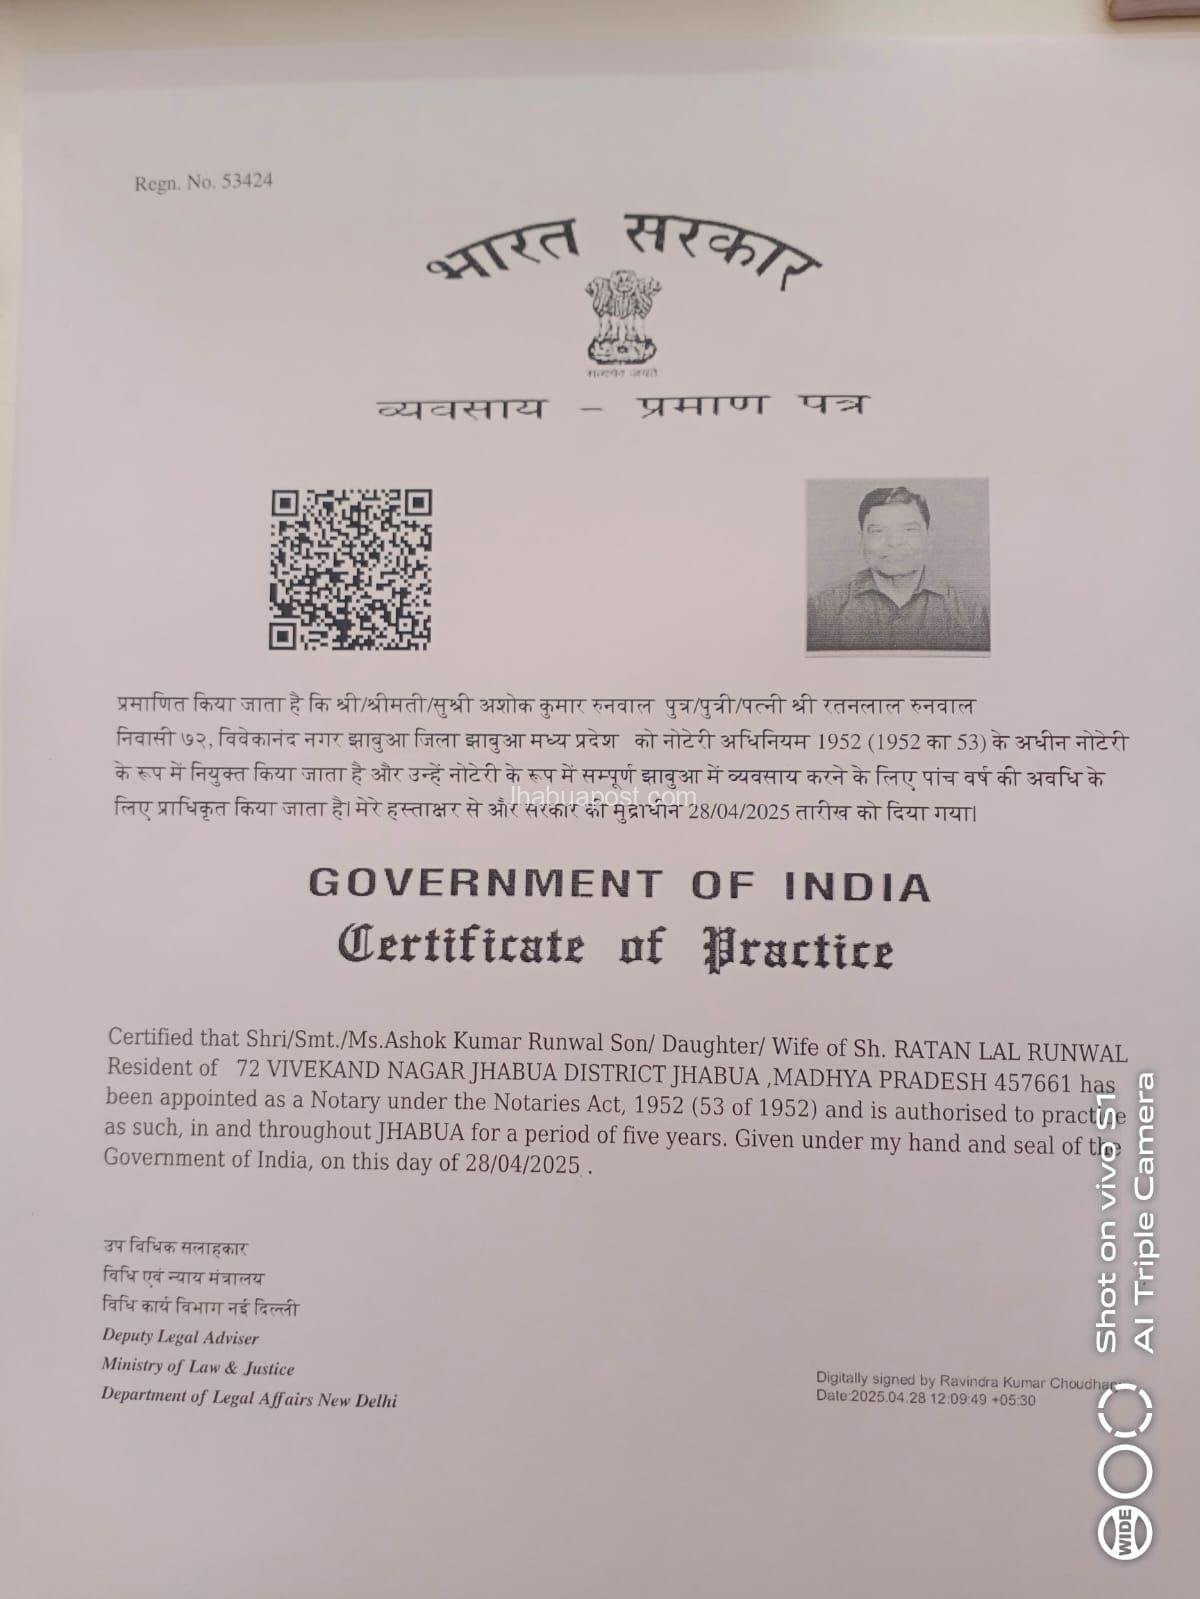 Regn. No. 53424
भारत सरकार
सत्यमेव जयते
व्यवसाय - प्रमाण पत्र
प्रमाणित किया जाता है कि श्री/श्रीमती/सुश्री अशोक कुमार रुनवाल पुत्र/पुत्री/पत्नी श्री रतनलाल रुनवाल
निवासी ७२, विवेकानंद नगर झाबुआ जिला झाबुआ मध्य प्रदेश को नोटेरी अधिनियम 1952 (1952 का 53) के अधीन नोटेरी
के रूप में नियुक्त किया जाता है और उन्हें नोटेरी के रूप में सम्पूर्ण झाबुआ में व्यवसाय करने के लिए पांच वर्ष की अवधि के
Jhabuapost.com
लिए प्राधिकृत किया जाता है। मेरे हस्ताक्षर से और सरकार की मुद्राधीन 28/04/2025 तारीख को दिया गया।
GOVERNMENT OF INDIA
Certificate of Practice
Certified that Shri/Smt./Ms.Ashok Kumar Runwal Son/ Daughter/ Wife of Sh. RATAN LAL RUNWAL
Resident of 72 VIVEKAND NAGAR JHABUA DISTRICT JHABUA ,MADHYA PRADESH 457661 has
been appointed as a Notary under the Notaries Act, 1952 (53 of 1952) and is authorised to practice
as such, in and throughout JHABUA for a period of five years. Given under my hand and seal of the
Government of India, on this day of 28/04/2025 .
उप विधिक सलाहकार
विधि एवं न्याय मंत्रालय
विधि कार्य विभाग नई दिल्ली
Deputy Legal Adviser
Ministry of Law & Justice
Department of Legal Affairs New Delhi
Digitally signed by Ravindra Kumar Choudhary
Date:2025.04.28 12:09:49 +05:30
Shot on vivo S1
AI Triple Camera
WIDE